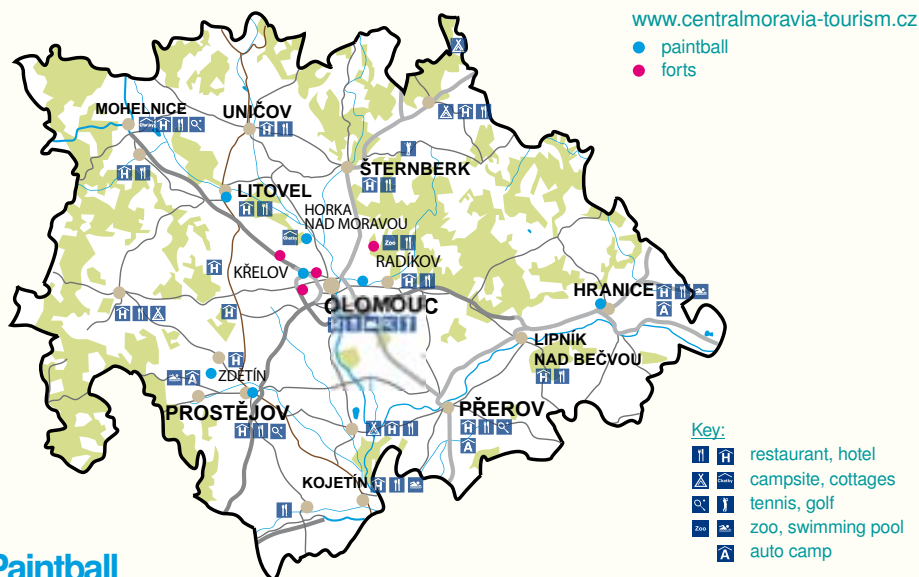 www.centralmoravia-tourism.cz
paintball
forts
MOHELNICE
UNIČOV
ŠTERNBERK
LITOVEL
HORKA
NAD MORAVOU
Zoo
RADÍKOV
KŘELOV
OLOMOUC
HRANICE
LIPNÍK
NAD BEČVOU
ZDĚTÍN
PROSTĚJOV
PŘEROV
KOJETÍN
Key:
restaurant, hotel
Chatky campsite, cottages
tennis, golf
Zoo zoo, swimming pool
auto camp
Paintball